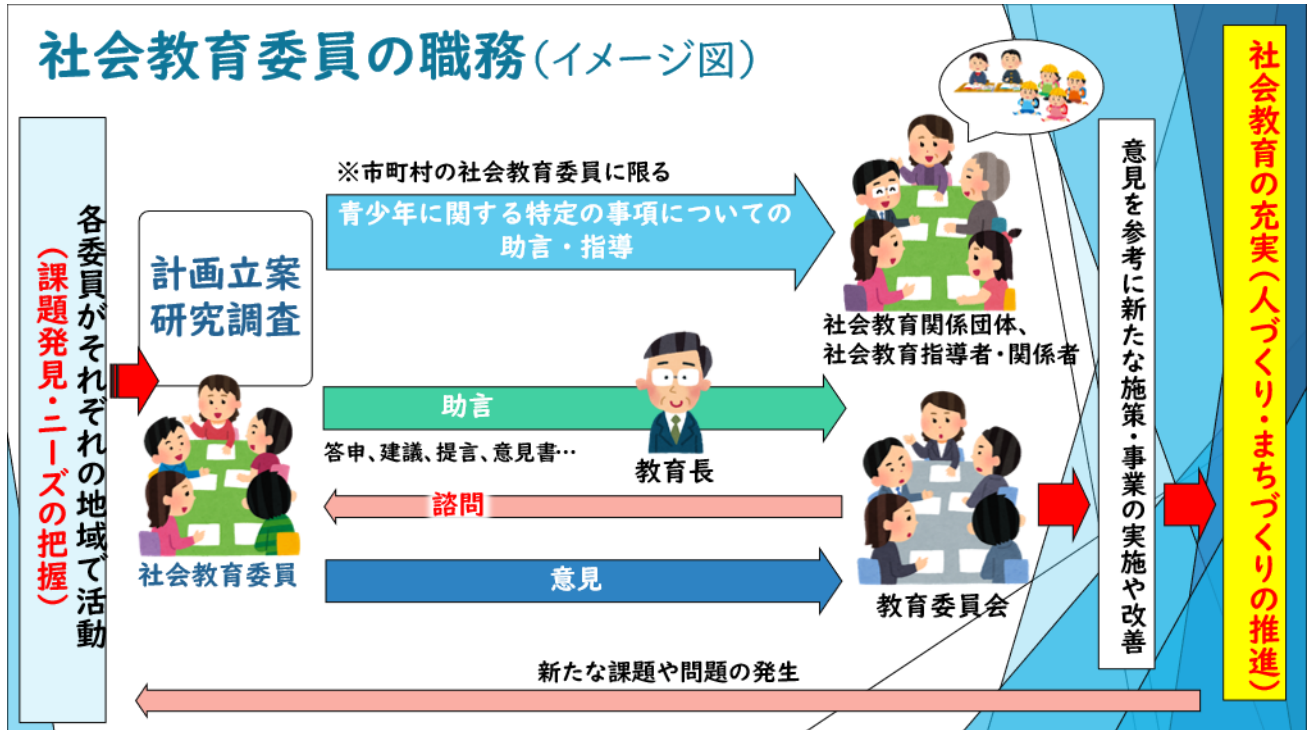 社会教育委員の職務(イメージ図)
各委員がそれぞれの地域で活動
(課題発見・ニーズの把握)
計画立案
研究調査
社会教育委員
※市町村の社会教育委員に限る
青少年に関する特定の事項についての
助言・指導
社会教育関係団体、
社会教育指導者・関係者
助言
答申、建議、提言、意見書…
教育長
諮問
意見
教育委員会
新たな課題や問題の発生
意見を参考に新たな施策・事業の実施や改善
社会教育の充実(人づくり・まちづくりの推進)